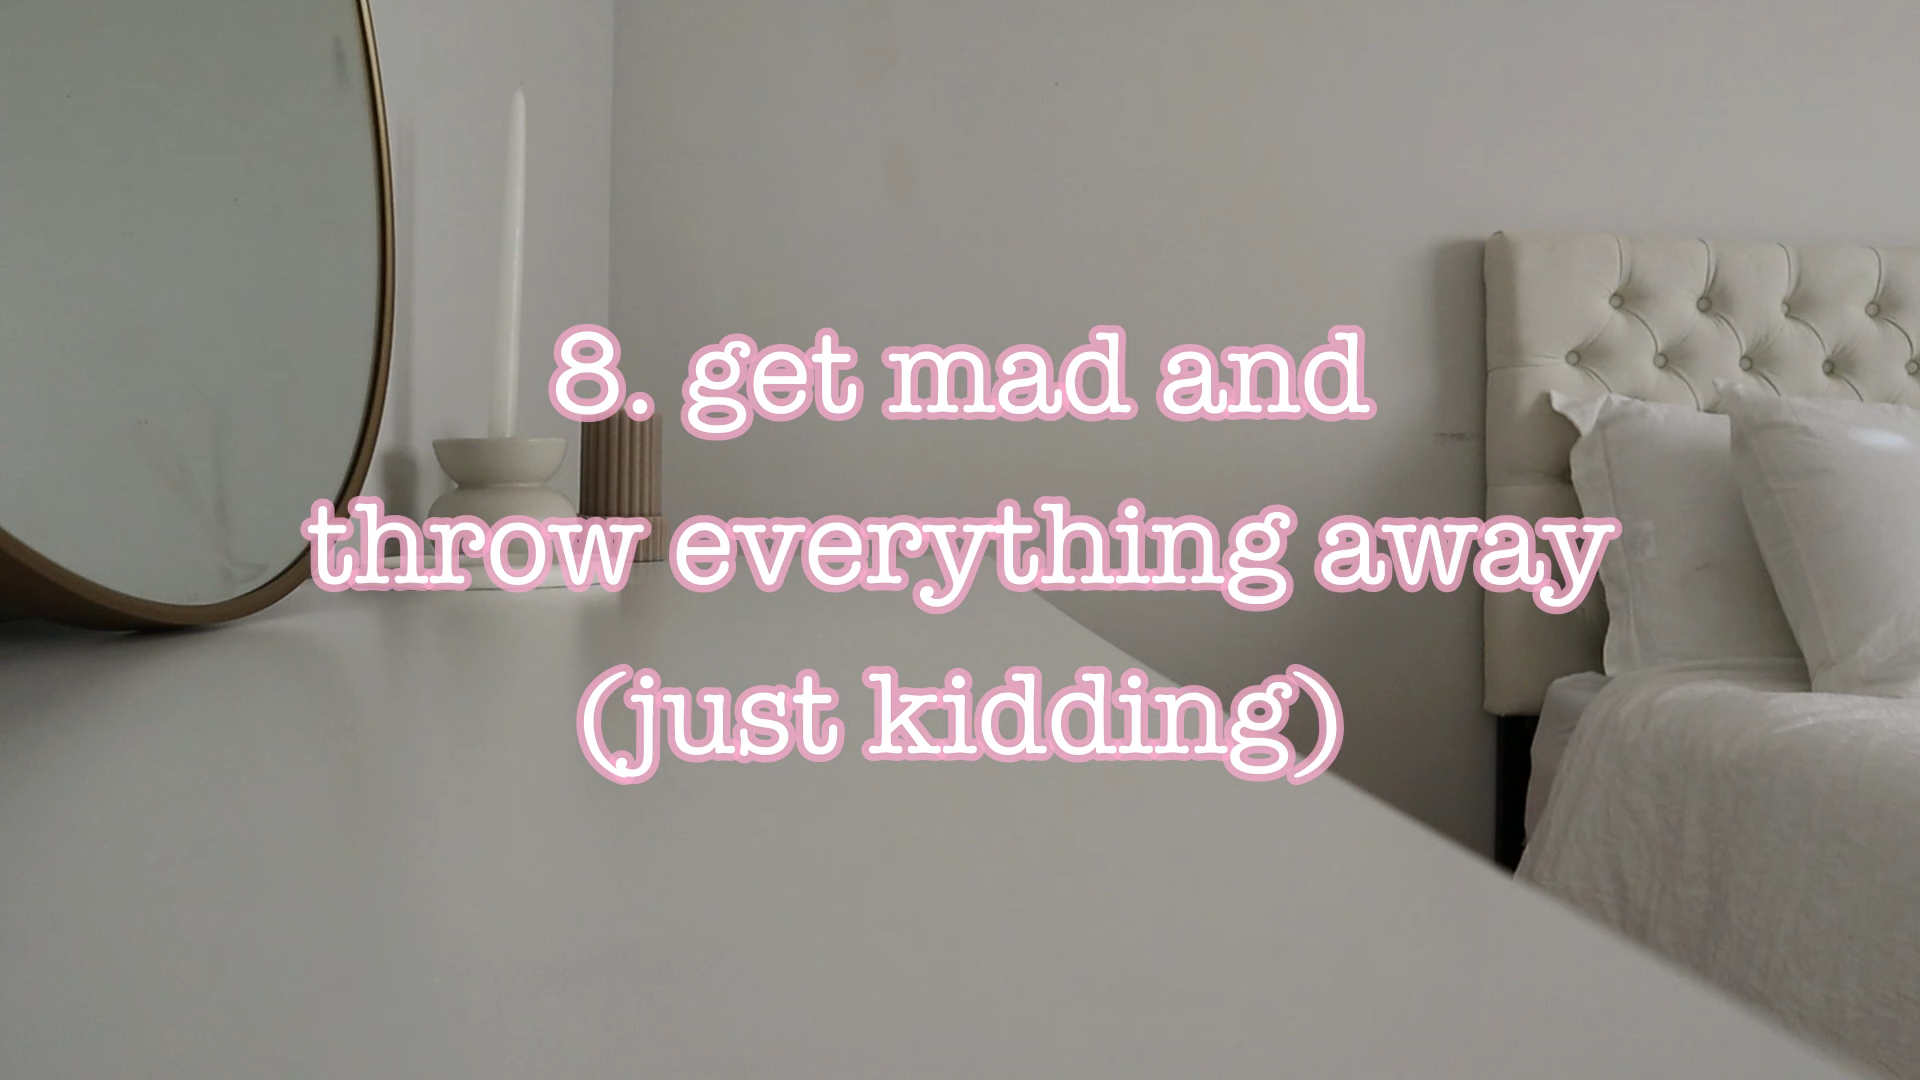 8. get mad and
throw everything away
(just kidding)